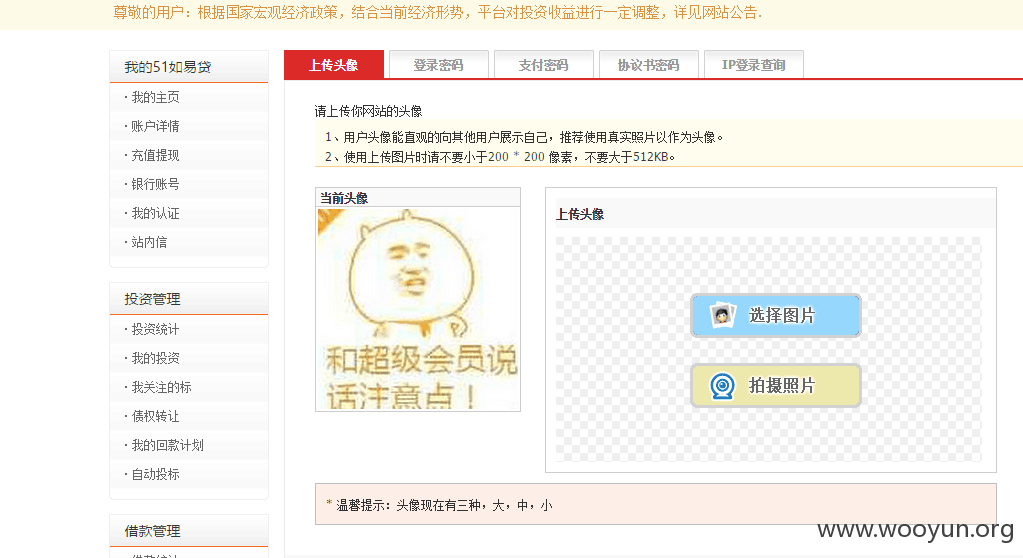 尊敬的用户：根据国家宏观经济政策，结合当前经济形势，平台对投资收益进行一定调整，详见网站公告.
我的51如易贷
· 我的主页
· 账户详情
· 充值提现
· 银行账号
· 我的认证
· 站内信
投资管理
· 投资统计
· 我的投资
· 我关注的标
· 债权转让
· 我的回款计划
· 自动投标
借款管理
上传头像 登录密码 支付密码 协议书密码 IP登录查询
请上传你网站的头像
1、用户头像能直观的向其他用户展示自己，推荐使用真实照片以作为头像。
2、使用上传图片时请不要小于200 * 200 像素，不要大于512KB。
当前头像
和超级会员说
话注意点！
上传头像
选择图片
拍摄照片
* 温馨提示：头像现在有三种，大，中，小
www.wooyun.org